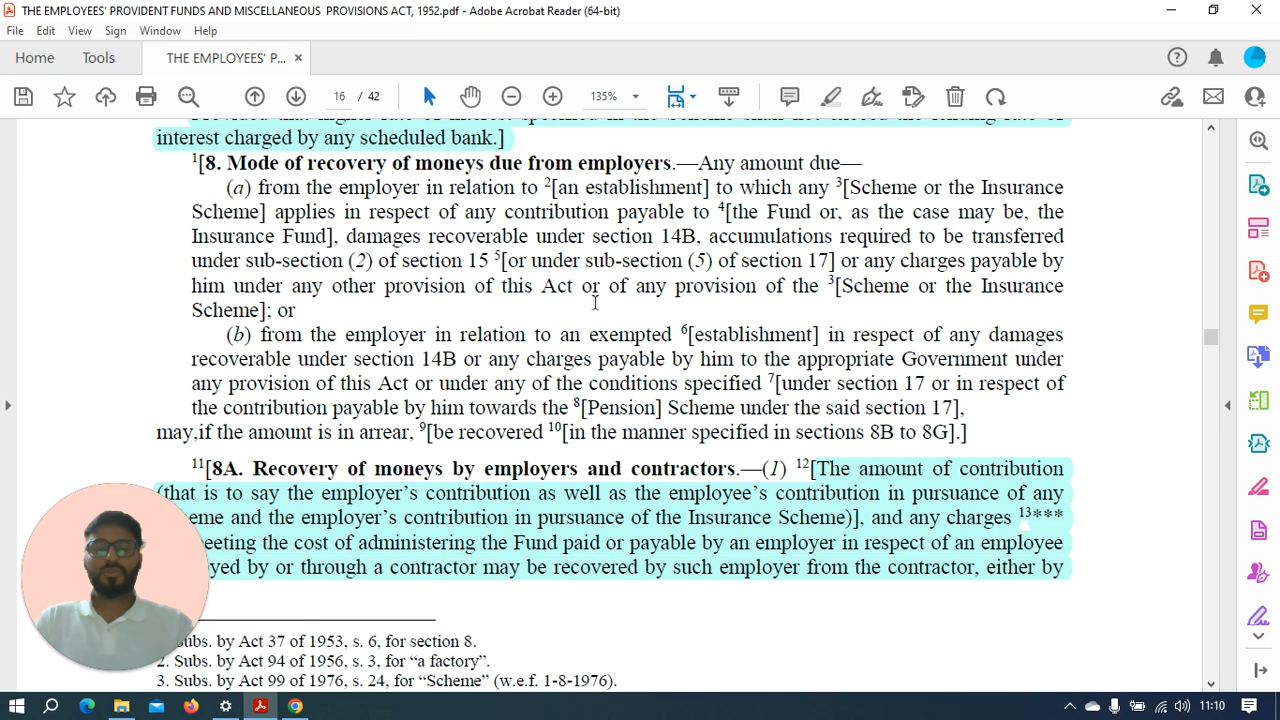 THE EMPLOYEES' PROVIDENT FUNDS AND MISCELLANEOUS PROVISIONS ACT, 1952.pdf - Adobe Acrobat Reader (64-bit)
File Edit View Sign Window Help
Home Tools THE EMPLOYEES' P... ×
16 / 42 135%
interest charged by any scheduled bank.]
1[8. Mode of recovery of moneys due from employers.—Any amount due—
(a) from the employer in relation to 2[an establishment] to which any 3[Scheme or the Insurance
Scheme] applies in respect of any contribution payable to 4[the Fund or, as the case may be, the
Insurance Fund], damages recoverable under section 14B, accumulations required to be transferred
under sub-section (2) of section 15 5[or under sub-section (5) of section 17] or any charges payable by
him under any other provision of this Act or of any provision of the 3[Scheme or the Insurance
Scheme]; or
(b) from the employer in relation to an exempted 6[establishment] in respect of any damages
recoverable under section 14B or any charges payable by him to the appropriate Government under
any provision of this Act or under any of the conditions specified 7[under section 17 or in respect of
the contribution payable by him towards the 8[Pension] Scheme under the said section 17],
may,if the amount is in arrear, 9[be recovered 10[in the manner specified in sections 8B to 8G].]
11[8A. Recovery of moneys by employers and contractors.—(1) 12[The amount of contribution
(that is to say the employer's contribution as well as the employee's contribution in pursuance of any
eme and the employer's contribution in pursuance of the Insurance Scheme)], and any charges 13***
eeting the cost of administering the Fund paid or payable by an employer in respect of an employee
yed by or through a contractor may be recovered by such employer from the contractor, either by
ubs. by Act 37 of 1953, s. 6, for section 8.
2. Subs. by Act 94 of 1956, s. 3, for "a factory".
3. Subs. by Act 99 of 1976, s. 24, for "Scheme" (w.e.f. 1-8-1976).
11:10